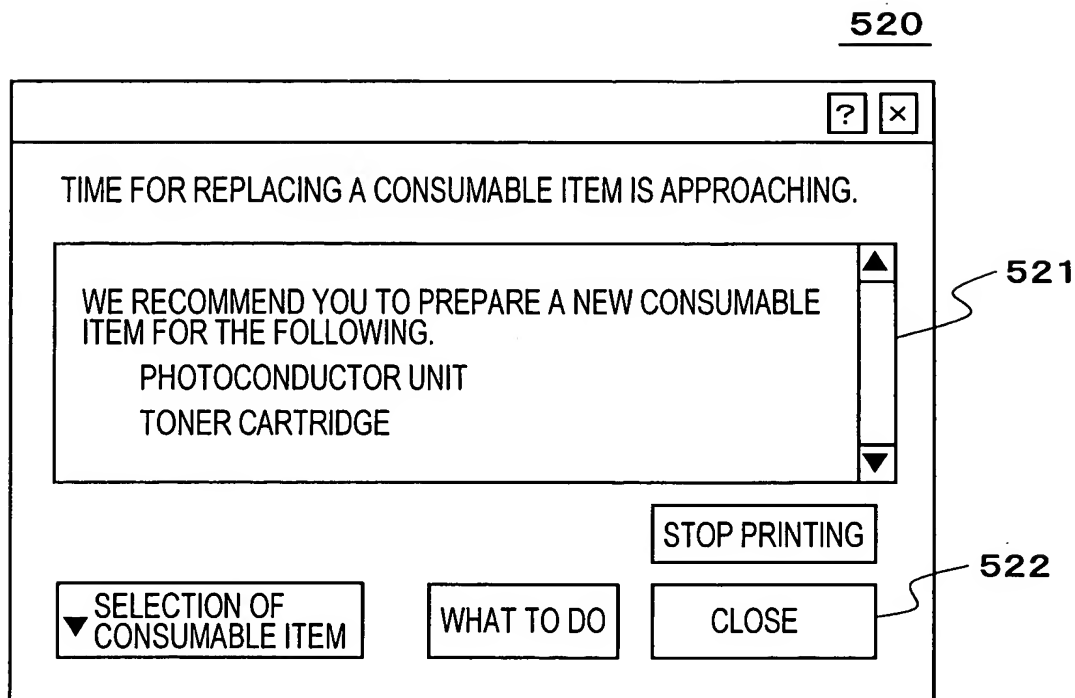 520
? ×
TIME FOR REPLACING A CONSUMABLE ITEM IS APPROACHING.
521
WE RECOMMEND YOU TO PREPARE A NEW CONSUMABLE
ITEM FOR THE FOLLOWING.
PHOTOCONDUCTOR UNIT
TONER CARTRIDGE
STOP PRINTING
522
SELECTION OF
CONSUMABLE ITEM
WHAT TO DO
CLOSE